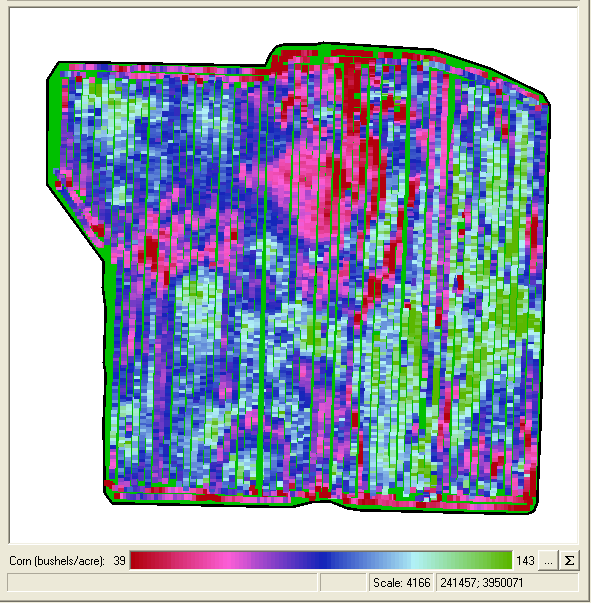 Corn (bushels/acre): 39 143 ... Σ
Scale: 4166 241457; 3950071